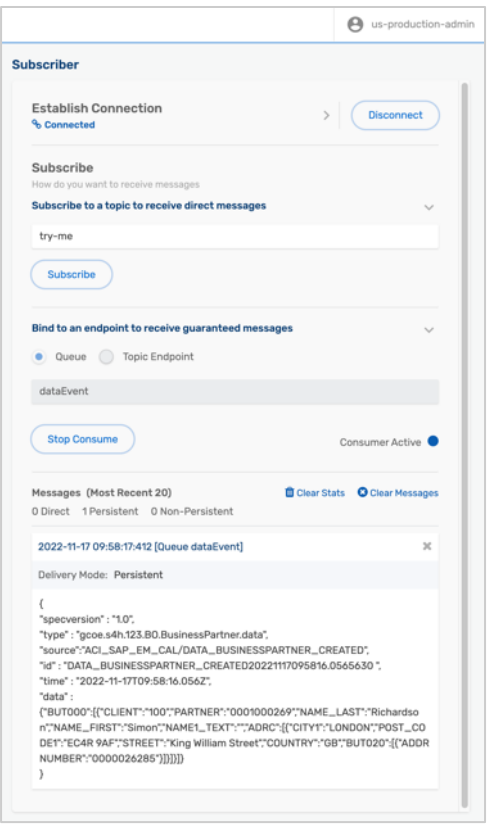 us-production-admin
Subscriber
Establish Connection
Connected
Disconnect
Subscribe
How do you want to receive messages
Subscribe to a topic to receive direct messages
try-me
Subscribe
Bind to an endpoint to receive guaranteed messages
Queue Topic Endpoint
dataEvent
Stop Consume
Consumer Active
Messages (Most Recent 20) Clear Stats Clear Messages
0 Direct 1 Persistent 0 Non-Persistent
2022-11-17 09:58:17:412 [Queue dataEvent]
Delivery Mode: Persistent
{
"specversion" : "1.0",
"type" : "gcoe.s4h.123.BO.BusinessPartner.data",
"source":"ACI_SAP_EM_CAL/DATA_BUSINESSPARTNER_CREATED",
"id" : "DATA_BUSINESSPARTNER_CREATED20221117095816.0565630 ",
"time" : "2022-11-17T09:58:16.056Z",
"data" :
{"BUT000":[{"CLIENT":"100","PARTNER":"0001000269","NAME_LAST":"Richardso
n","NAME_FIRST":"Simon","NAME1_TEXT":"","ADRC":[{"CITY1":"LONDON","POST_CO
DE1":"EC4R 9AF","STREET":"King William Street","COUNTRY":"GB","BUT020":[{"ADDR
NUMBER":"0000026285"}]}]}]}
}